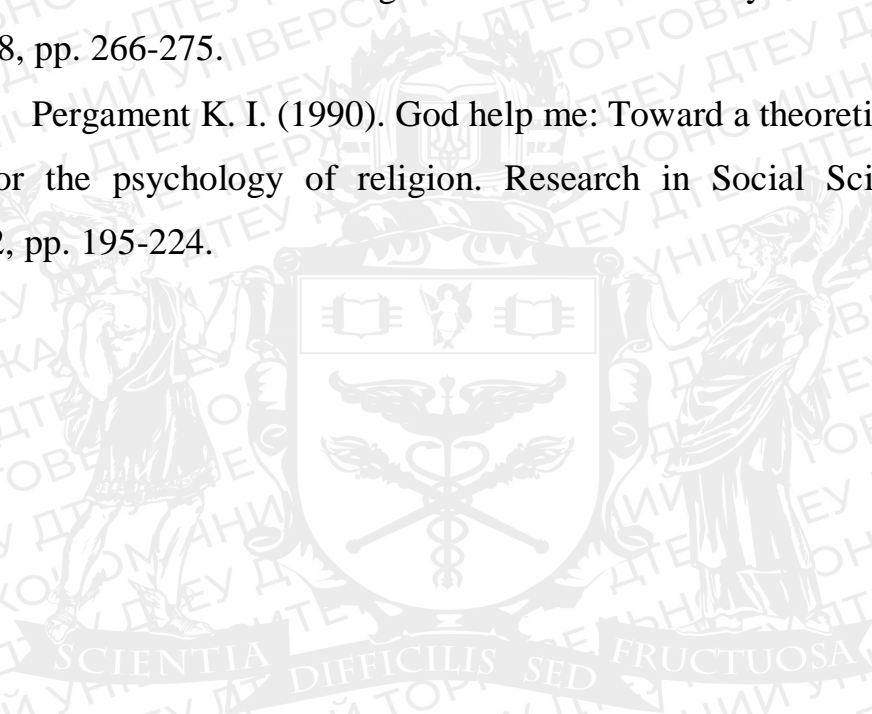 8, pp. 266-275.
Pergament K. I. (1990). God help me: Toward a theoreti
or the psychology of religion. Research in Social Sci
2, pp. 195-224.
SCIENTIA DIFFICILIS SED FRUCTUOSA